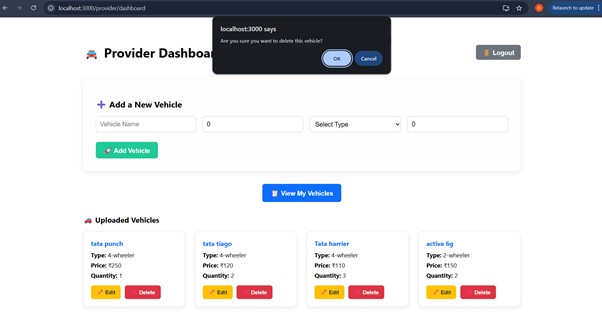 localhost:3000/provider/dashboard
Relaunch to update
localhost:3000 says
Are you sure you want to delete this vehicle?
OK Cancel
Provider Dashboar
Logout
Add a New Vehicle
Vehicle Name 0 Select Type 0
Add Vehicle
View My Vehicles
Uploaded Vehicles
tata punch
Type: 4-wheeler
Price: ₹250
Quantity: 1
Edit Delete
tata tiago
Type: 4-wheeler
Price: ₹120
Quantity: 2
Edit Delete
Tata harrier
Type: 4-wheeler
Price: ₹110
Quantity: 3
Edit Delete
activa 6g
Type: 2-wheeler
Price: ₹150
Quantity: 2
Edit Delete